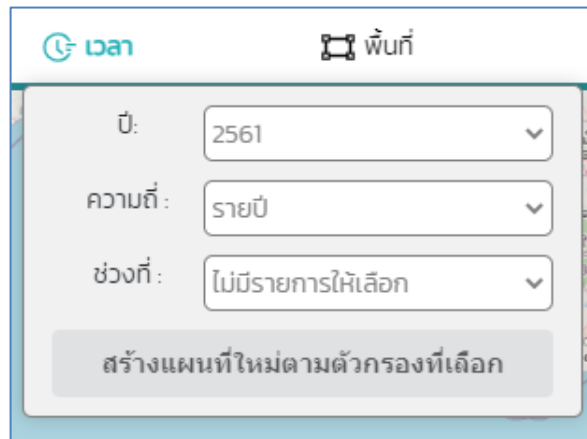 เวลา พื้นที่
ปี: 2561
ความถี่ : รายปี
ช่วงที่ : ไม่มีรายการให้เลือก
สร้างแผนที่ใหม่ตามตัวกรองที่เลือก